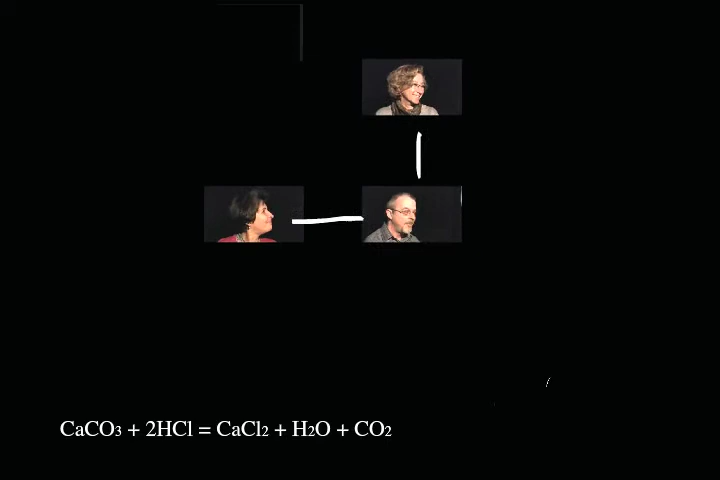 CaCO3 + 2HCl = CaCl2 + H2O + CO2